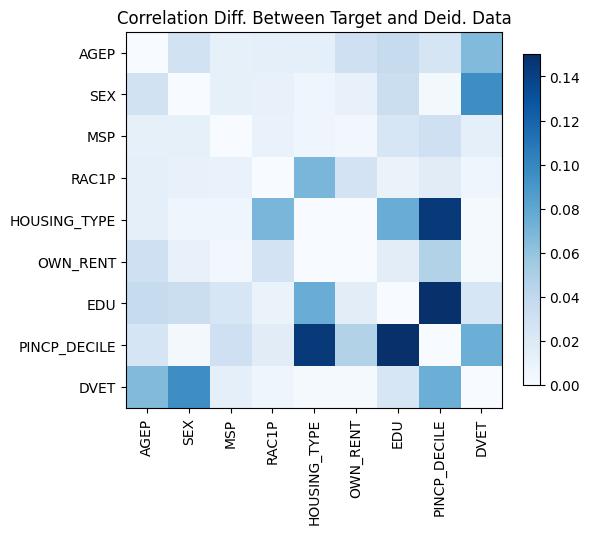 Correlation Diff. Between Target and Deid. Data
AGEP
SEX
MSP
RAC1P
HOUSING_TYPE
OWN_RENT
EDU
PINCP_DECILE
DVET
AGEP
SEX
MSP
RAC1P
HOUSING_TYPE
OWN_RENT
EDU
PINCP_DECILE
DVET
0.14
0.12
0.10
0.08
0.06
0.04
0.02
0.00